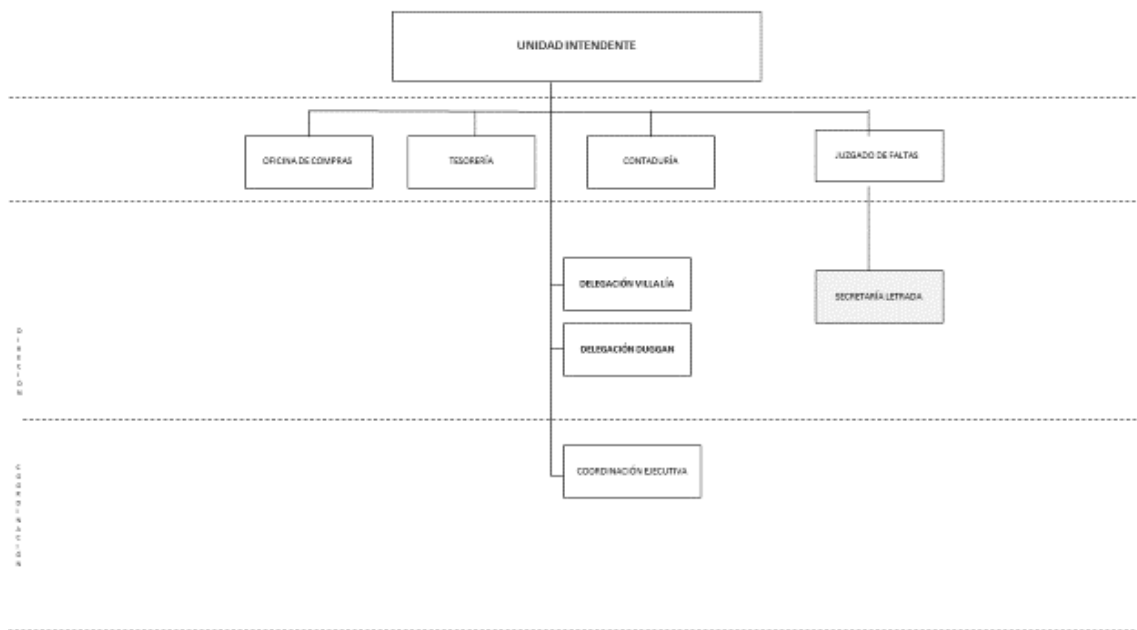 UNIDAD INTENDENTE
OFICINA DE COMPRAS
TESORERÍA
CONTADURÍA
JUZGADO DE FALTAS
DELEGACIÓN VILLA LÍA
SECRETARÍA LETRADA
DELEGACIÓN DUGGAN
DIRECION
COORDINACIÓN EJECUTIVA
COORDINACIÓN